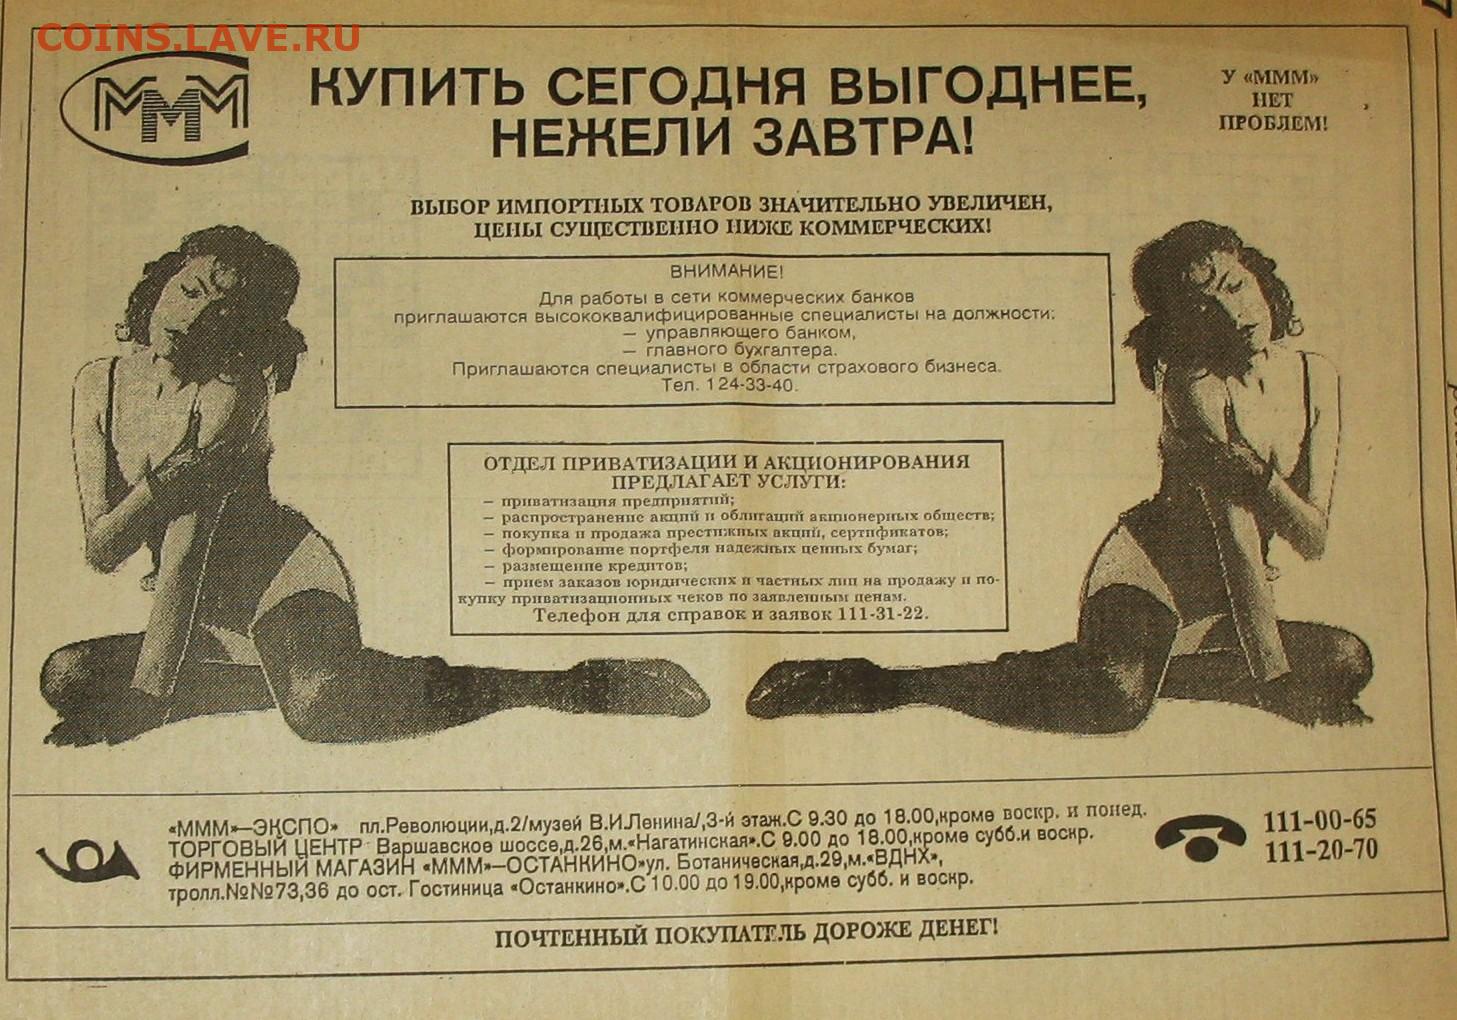 COINS.LAVE.RU
МММ
КУПИТЬ СЕГОДНЯ ВЫГОДНЕЕ,
НЕЖЕЛИ ЗАВТРА!
У «МММ»
НЕТ
ПРОБЛЕМ!
ВЫБОР ИМПОРТНЫХ ТОВАРОВ ЗНАЧИТЕЛЬНО УВЕЛИЧЕН,
ЦЕНЫ СУЩЕСТВЕННО НИЖЕ КОММЕРЧЕСКИХ!
ВНИМАНИЕ!
Для работы в сети коммерческих банков
приглашаются высококвалифицированные специалисты на должности:
— управляющего банком,
— главного бухгалтера.
Приглашаются специалисты в области страхового бизнеса.
Тел. 124-33-40.
ОТДЕЛ ПРИВАТИЗАЦИИ И АКЦИОНИРОВАНИЯ
ПРЕДЛАГАЕТ УСЛУГИ:
— приватизация предприятий;
— распространение акций и облигаций акционерных обществ;
— покупка и продажа престижных акций, сертификатов;
— формирование портфеля надежных ценных бумаг;
— размещение кредитов;
— прием заказов юридических и частных лиц на продажу и по-
купку приватизационных чеков по заявленным ценам.
Телефон для справок и заявок 111-31-22.
«МММ»—ЭКСПО» пл.Революции,д.2/музей В.И.Ленина/,3-й этаж.С 9.30 до 18.00,кроме воскр. и понед.
ТОРГОВЫЙ ЦЕНТР Варшавское шоссе,д.26,м.«Нагатинская».С 9.00 до 18.00,кроме субб.и воскр.
ФИРМЕННЫЙ МАГАЗИН «МММ»—ОСТАНКИНО»ул. Ботаническая,д.29,м.«ВДНХ»,
тролл.№№73,36 до ост. Гостиница «Останкино».С 10.00 до 19.00,кроме субб. и воскр.
111-00-65
111-20-70
ПОЧТЕННЫЙ ПОКУПАТЕЛЬ ДОРОЖЕ ДЕНЕГ!